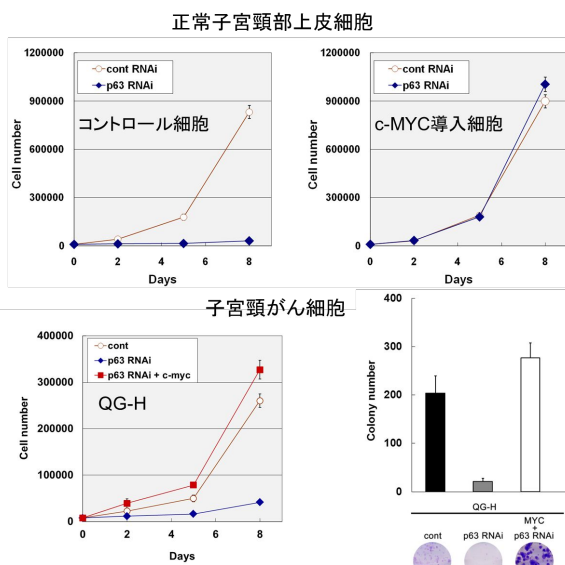 正常子宮頸部上皮細胞
1200000
900000
600000
300000
0
Cell number
cont RNAi
p63 RNAi
コントロール細胞
0 2 4 6 8
Days
1200000
900000
600000
300000
0
Cell number
cont RNAi
p63 RNAi
c-MYC導入細胞
0 2 4 6 8
Days
子宮頸がん細胞
400000
300000
200000
100000
0
Cell number
cont
p63 RNAi
p63 RNAi + c-myc
QG-H
0 2 4 6 8
Days
400
300
200
100
0
Colony number
QG-H
cont
p63 RNAi
MYC
+
p63 RNAi